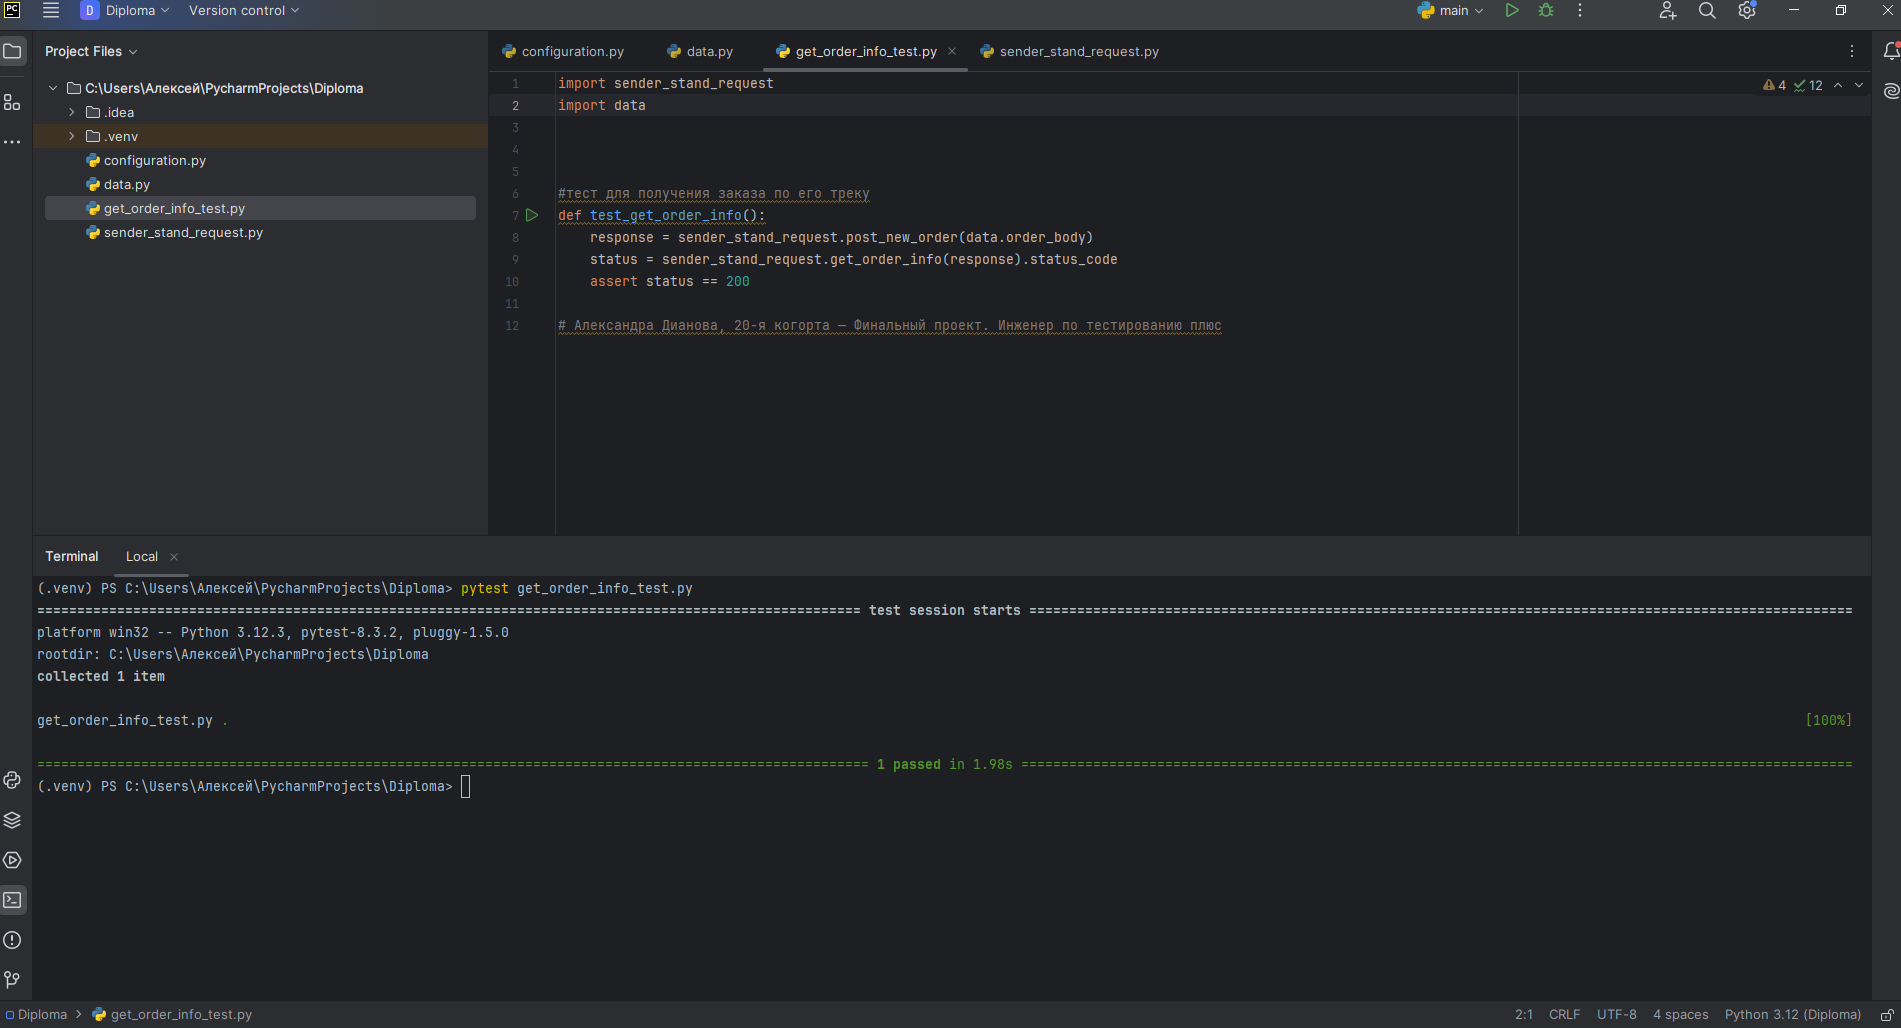 PC
D Diploma Version control main
Project Files
C:\Users\Алексей\PycharmProjects\Diploma
.idea
.venv
configuration.py
data.py
get_order_info_test.py
sender_stand_request.py
configuration.py data.py get_order_info_test.py sender_stand_request.py
4 12
1 import sender_stand_request
2 import data
3
4
5
6 #тест для получения заказа по его треку
7 def test_get_order_info():
8 response = sender_stand_request.post_new_order(data.order_body)
9 status = sender_stand_request.get_order_info(response).status_code
10 assert status == 200
11
12 # Александра Дианова, 20-я когорта — Финальный проект. Инженер по тестированию плюс
Terminal Local
(.venv) PS C:\Users\Алексей\PycharmProjects\Diploma> pytest get_order_info_test.py
======================================================================================================= test session starts =======================================================================================================
platform win32 -- Python 3.12.3, pytest-8.3.2, pluggy-1.5.0
rootdir: C:\Users\Алексей\PycharmProjects\Diploma
collected 1 item
get_order_info_test.py . [100%]
======================================================================================================== 1 passed in 1.98s ========================================================================================================
(.venv) PS C:\Users\Алексей\PycharmProjects\Diploma>
Diploma > get_order_info_test.py 2:1 CRLF UTF-8 4 spaces Python 3.12 (Diploma)